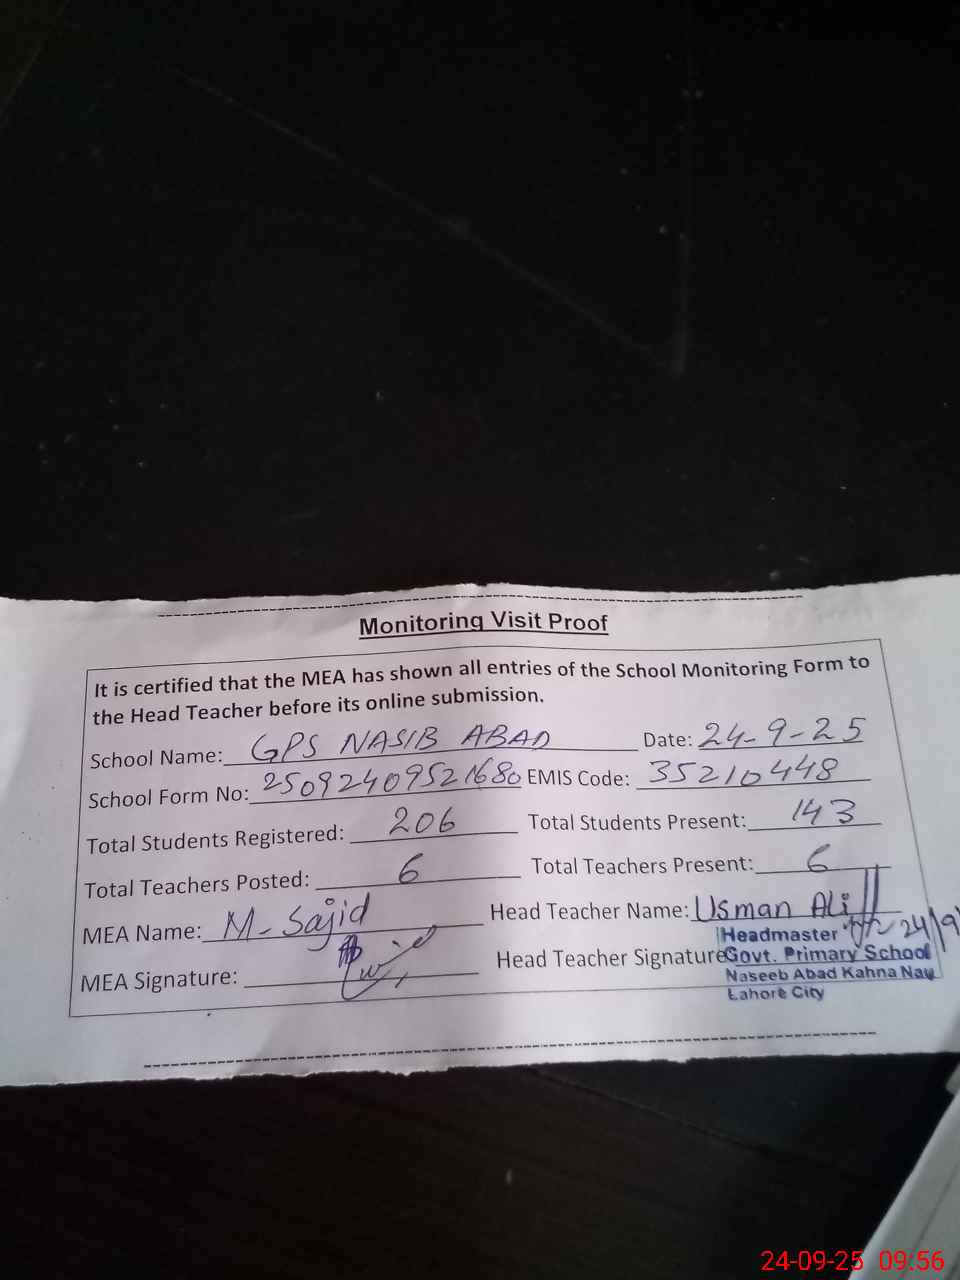 Monitoring Visit Proof
It is certified that the MEA has shown all entries of the School Monitoring Form to
the Head Teacher before its online submission.
School Name: GPS NASIB ABAD Date: 24-9-25
School Form No: 25092409521680 EMIS Code: 35210448
Total Students Registered: 206 Total Students Present: 143
Total Teachers Posted: 6 Total Teachers Present: 6
MEA Name: M. Sajid Head Teacher Name: Usman Ali
MEA Signature: Head Teacher Signature
24/9
Headmaster
Govt. Primary School
Naseeb Abad Kahna Naw
Lahore City
24-09-25 09:56